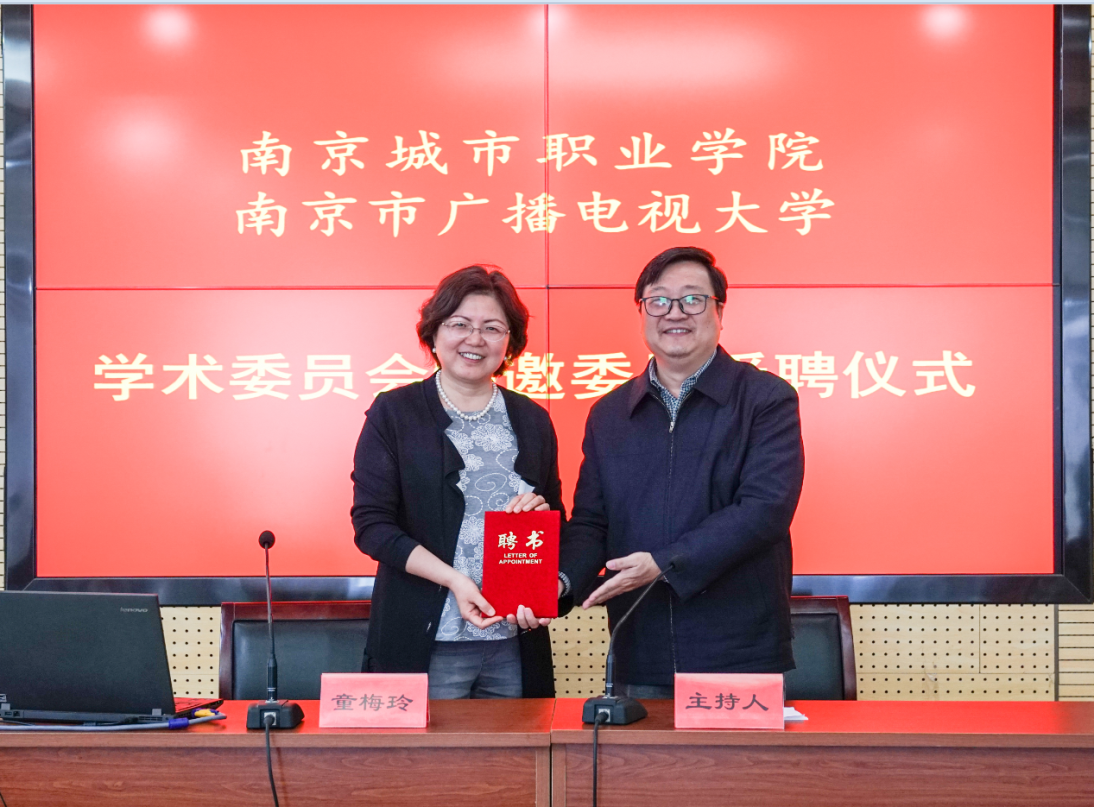 南京城市职业学院
南京市广播电视大学
学术委员会 邀委 聘仪式
聘书
LETTER OF
APPOINTMENT
童梅玲
主持人